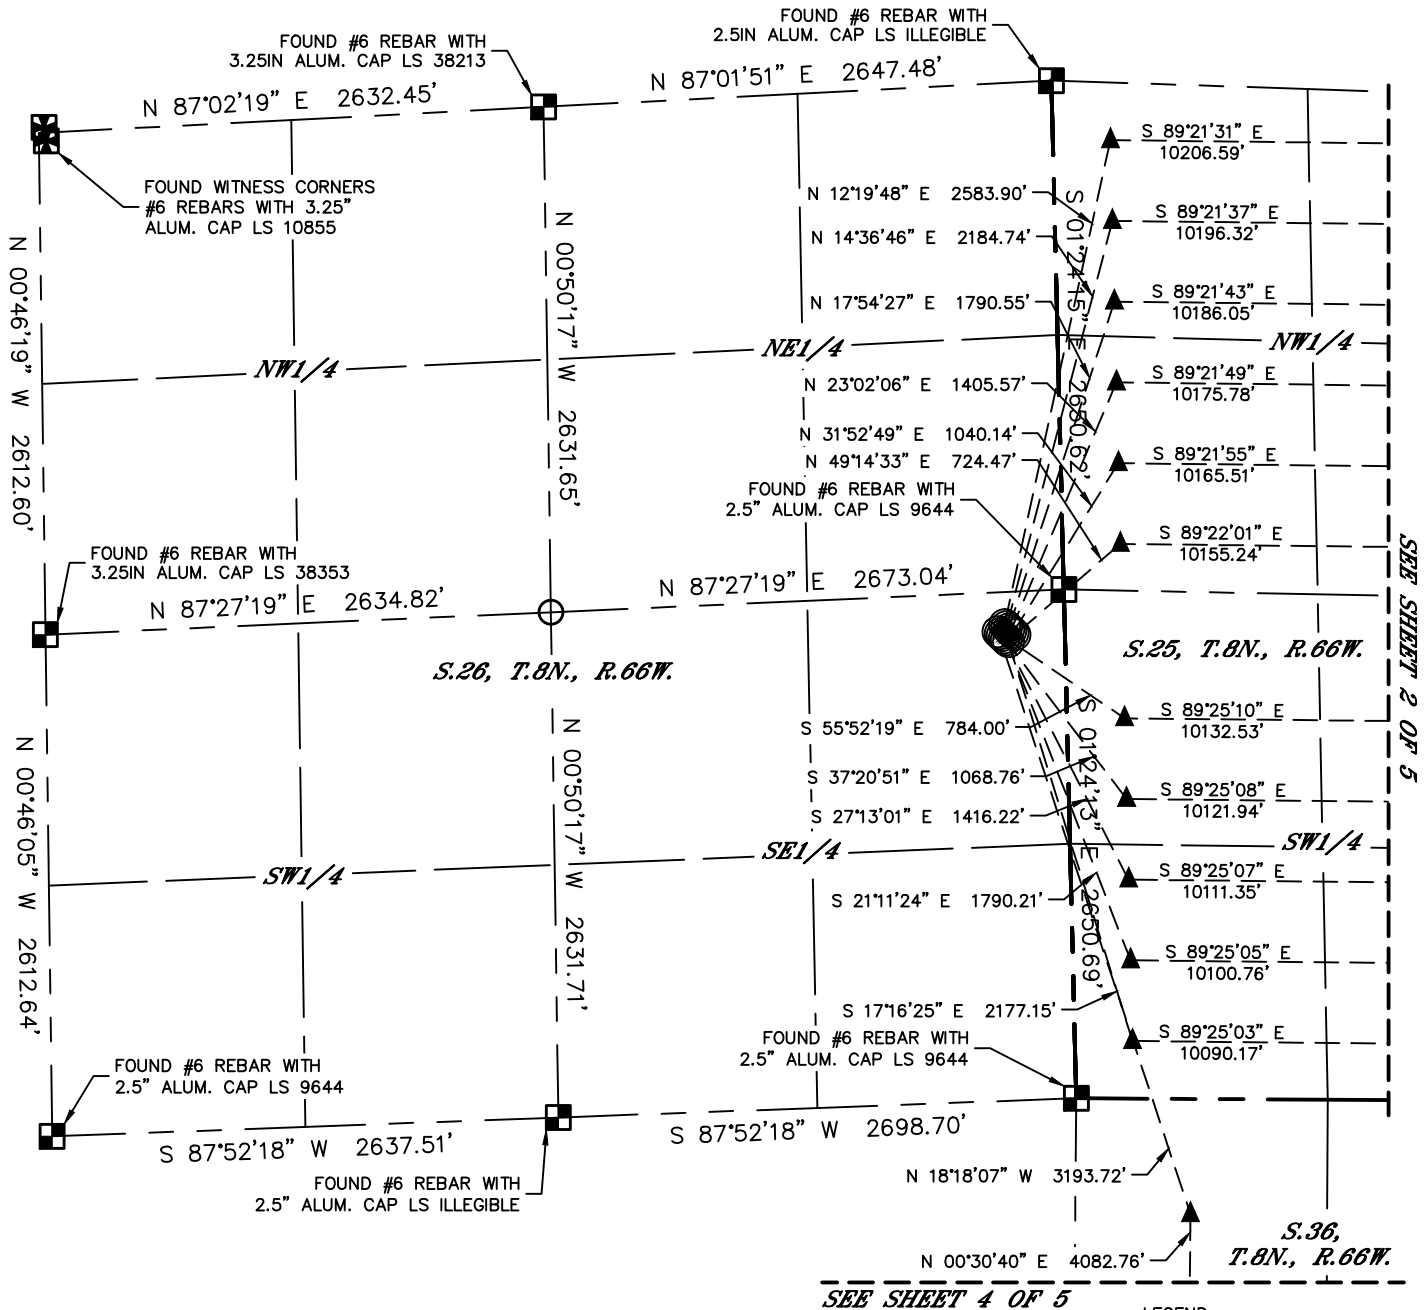 FOUND #6 REBAR WITH
2.5IN ALUM. CAP LS ILLEGIBLE
FOUND #6 REBAR WITH
3.25IN ALUM. CAP LS 38213
N 87°02'19" E 2632.45'
N 87°01'51" E 2647.48'
FOUND WITNESS CORNERS
#6 REBARS WITH 3.25"
ALUM. CAP LS 10855
N 00°46'19" W 2612.60'
N 00°50'17" W 2631.65'
S 01°24'15" E 2650.62'
N 12°19'48" E 2583.90'
N 14°36'46" E 2184.74'
N 17°54'27" E 1790.55'
N 23°02'06" E 1405.57'
N 31°52'49" E 1040.14'
N 49°14'33" E 724.47'
S 89°21'31" E
10206.59'
S 89°21'37" E
10196.32'
S 89°21'43" E
10186.05'
S 89°21'49" E
10175.78'
S 89°21'55" E
10165.51'
S 89°22'01" E
10155.24'
NW1/4
NE1/4
NW1/4
FOUND #6 REBAR WITH
2.5" ALUM. CAP LS 9644
FOUND #6 REBAR WITH
3.25IN ALUM. CAP LS 38353
N 87°27'19" E 2634.82'
N 87°27'19" E 2673.04'
S.26, T.8N., R.66W.
S.25, T.8N., R.66W.
SEE SHEET 2 OF 5
N 00°46'05" W 2612.64'
N 00°50'17" W 2631.71'
S 01°24'13" E 2650.69'
S 55°52'19" E 784.00'
S 37°20'51" E 1068.76'
S 27°13'01" E 1416.22'
S 21°11'24" E 1790.21'
S 17°16'25" E 2177.15'
S 89°25'10" E
10132.53'
S 89°25'08" E
10121.94'
S 89°25'07" E
10111.35'
S 89°25'05" E
10100.76'
S 89°25'03" E
10090.17'
SW1/4
SE1/4
SW1/4
FOUND #6 REBAR WITH
2.5" ALUM. CAP LS 9644
FOUND #6 REBAR WITH
2.5" ALUM. CAP LS 9644
S 87°52'18" W 2637.51'
S 87°52'18" W 2698.70'
FOUND #6 REBAR WITH
2.5" ALUM. CAP LS ILLEGIBLE
N 18°18'07" W 3193.72'
N 00°30'40" E 4082.76'
S.36,
T.8N., R.66W.
SEE SHEET 4 OF 5